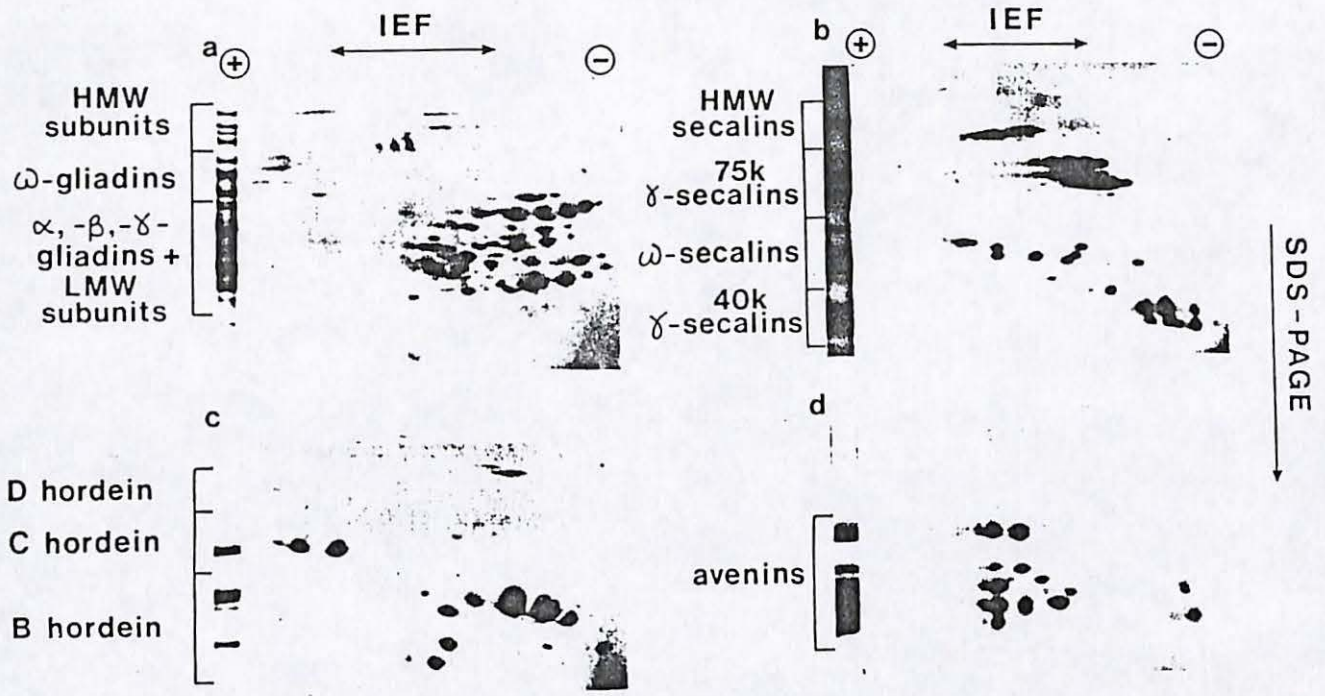 a
IEF
+
−
HMW
subunits
ω-gliadins
α, -β, -ɣ-
gliadins +
LMW
subunits
b
IEF
+
−
HMW
secalins
75k
ɣ-secalins
ω-secalins
40k
ɣ-secalins
SDS-PAGE
c
D hordein
C hordein
B hordein
d
avenins